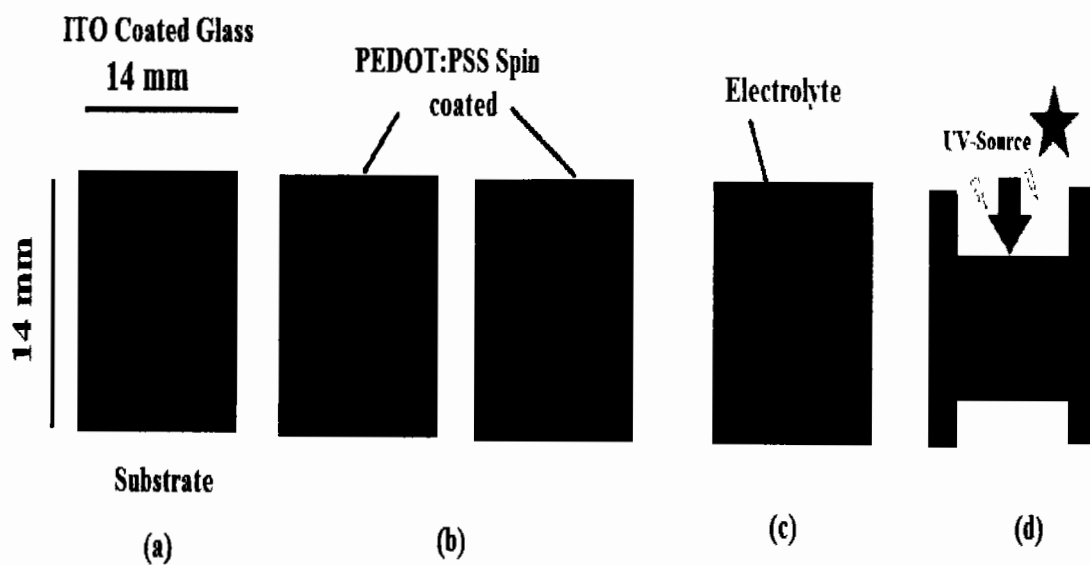 ITO Coated Glass
14 mm
14 mm
Substrate
(a)
PEDOT:PSS Spin
coated
(b)
Electrolyte
(c)
UV-Source
(d)